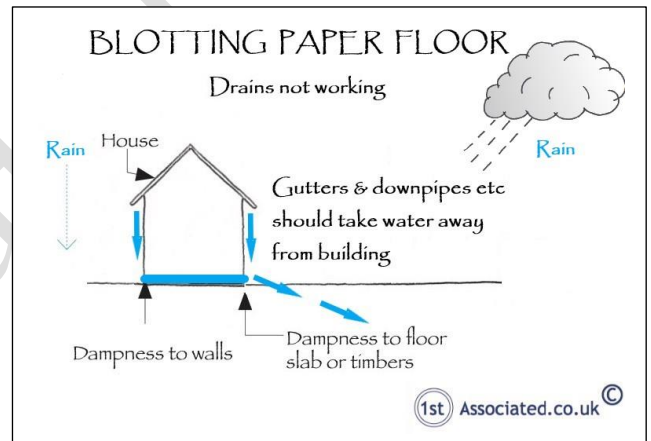 BLOTTING PAPER FLOOR
Drains not working
House
Rain
Rain
Gutters & downpipes etc
should take water away
from building
Dampness to walls
Dampness to floor
slab or timbers
1st Associated.co.uk ©